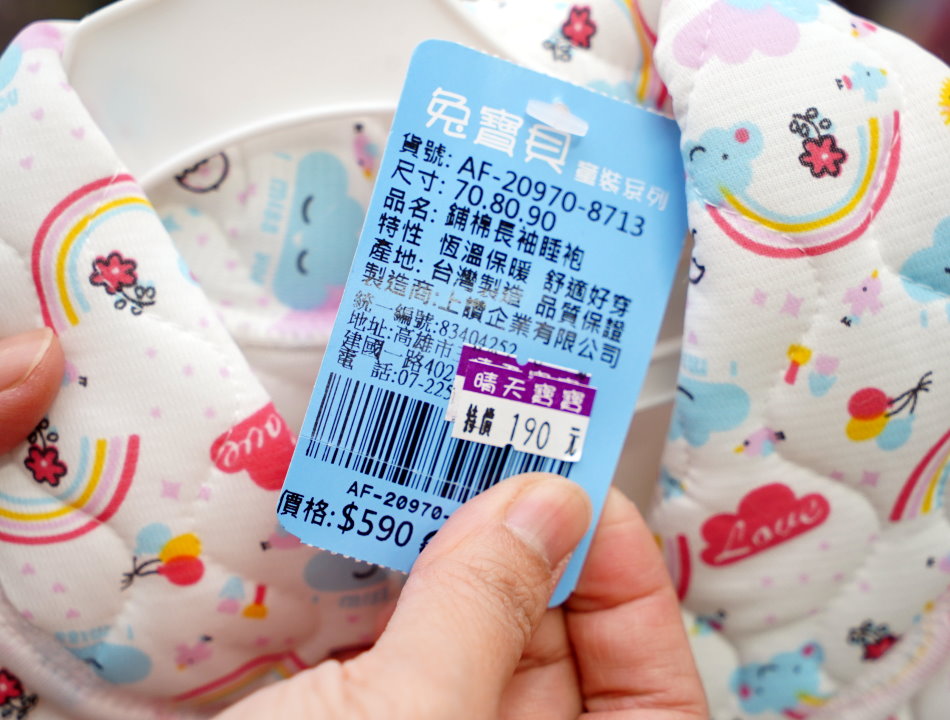 兔寶貝 童裝系列
貨號: AF-20970-8713
尺寸: 70.80.90
品名: 鋪棉長袖睡袍
特性 恆溫保暖 舒適好穿
產地: 台灣製造 品質保證
製造商:上讚企業有限公司
統一編號:83404252
地址:高雄市
建國一路402
電 話:07-225
晴天寶寶
特價 190 元
AF-20970-
價格:$590
Love
Love